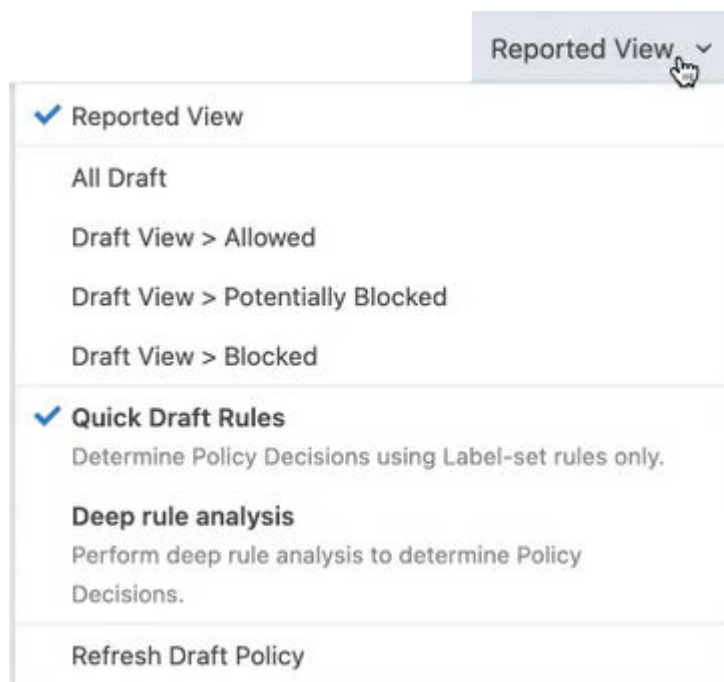 Reported View
Reported View
All Draft
Draft View > Allowed
Draft View > Potentially Blocked
Draft View > Blocked
Quick Draft Rules
Determine Policy Decisions using Label-set rules only.
Deep rule analysis
Perform deep rule analysis to determine Policy
Decisions.
Refresh Draft Policy